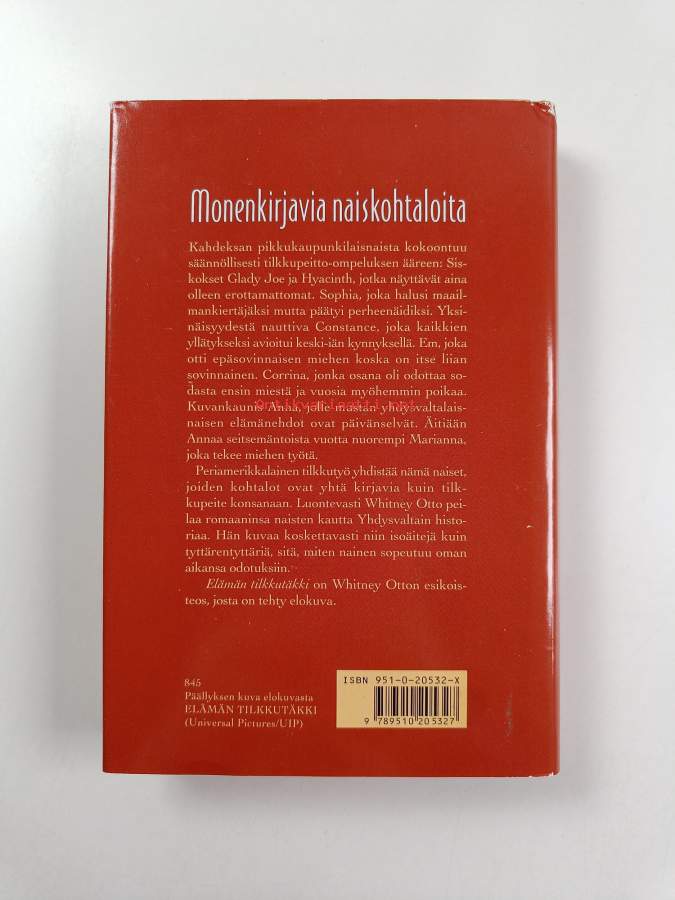 Monenkirjavia naiskohtaloita
Kahdeksan pikkukaupunkilaisnaista kokoontuu
säännöllisesti tilkkupeitto-ompeluksen ääreen: Sis-
kokset Glady Joe ja Hyacinth, jotka näyttävät aina
olleen erottamattomat. Sophia, joka halusi maail-
mankiertäjäksi mutta päätyi perheenäidiksi. Yksi-
näisyydestä nauttiva Constance, joka kaikkien
yllätykseksi avioitui keski-iän kynnyksellä. Em, joka
otti epäsovinnaisen miehen koska on itse liian
sovinnainen. Corrina, jonka osana oli odottaa so-
dasta ensin miestä ja vuosia myöhemmin poikaa.
antikvariaatti.net
Kuvankaunis Anna, jolle mustan yhdysvaltalais-
naisen elämänehdot ovat päivänselvät. Äitiään
Annaa seitsemäntoista vuotta nuorempi Marianna,
joka tekee miehen työtä.
Periamerikkalainen tilkkutyö yhdistää nämä naiset,
joiden kohtalot ovat yhtä kirjavia kuin tilk-
kupeite konsanaan. Luontevasti Whitney Otto pei-
laa romaaninsa naisten kautta Yhdysvaltain histo-
riaa. Hän kuvaa koskettavasti niin isoäitejä kuin
tyttärentyttäriä, sitä, miten nainen sopeutuu oman
aikansa odotuksiin.
Elämän tilkkutäkki on Whitney Otton esikois-
teos, josta on tehty elokuva.
845
Päällyksen kuva elokuvasta
ELÄMÄN TILKKUTÄKKI
(Universal Pictures/UIP)
ISBN 951-0-20532-X
9 789510 205327